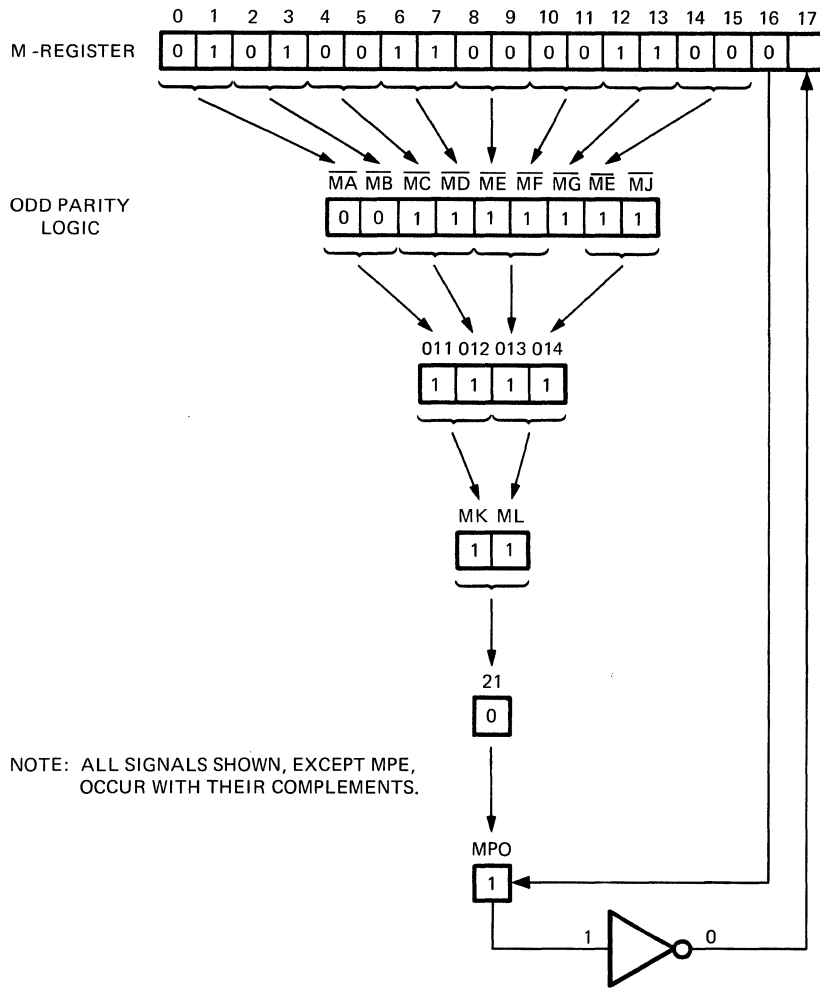 0 1 2 3 4 5 6 7 8 9 10 11 12 13 14 15 16 17
M -REGISTER 0 1 0 1 0 0 1 1 0 0 0 0 1 1 0 0 0
MA MB MC MD ME MF MG ME MJ
ODD PARITY
LOGIC
0 0 1 1 1 1 1 1 1
011 012 013 014
1 1 1 1
MK ML
1 1
21
0
NOTE: ALL SIGNALS SHOWN, EXCEPT MPE,
OCCUR WITH THEIR COMPLEMENTS.
MPO
1
1 0